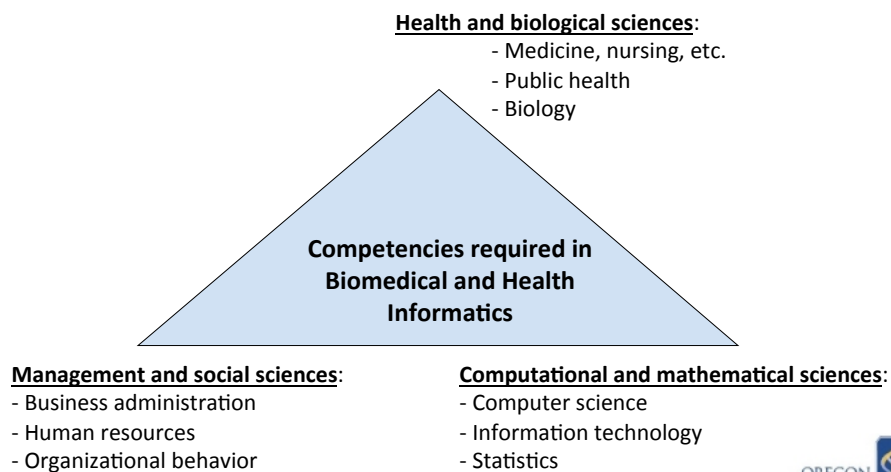 Health and biological sciences:
- Medicine, nursing, etc.
- Public health
- Biology
Competencies required in
Biomedical and Health
Informatics
Management and social sciences:
- Business administration
- Human resources
- Organizational behavior
Computational and mathematical sciences:
- Computer science
- Information technology
- Statistics
OREGON